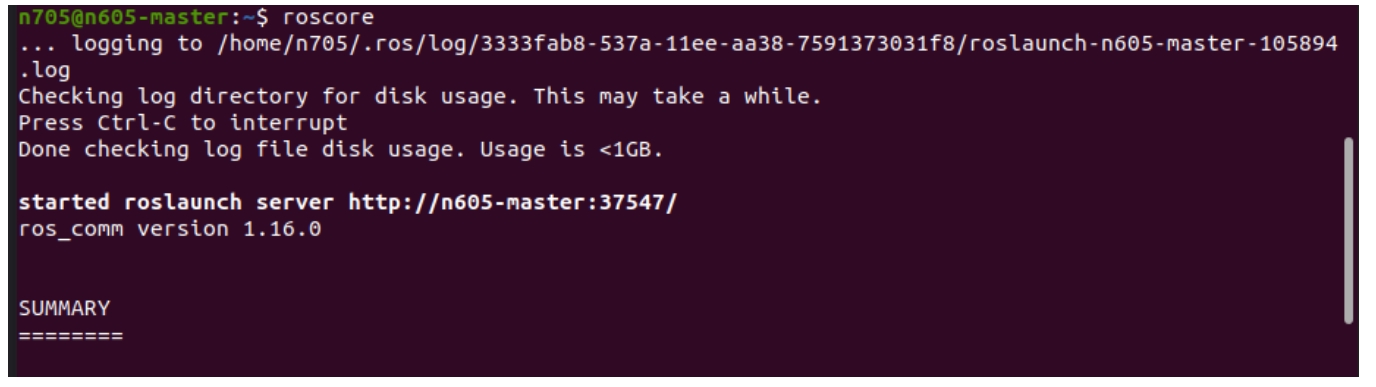 n705@n605-master:~$ roscore
... logging to /home/n705/.ros/log/3333fab8-537a-11ee-aa38-7591373031f8/roslaunch-n605-master-105894
.log
Checking log directory for disk usage. This may take a while.
Press Ctrl-C to interrupt
Done checking log file disk usage. Usage is <1GB.
started roslaunch server http://n605-master:37547/
ros_comm version 1.16.0
SUMMARY
========